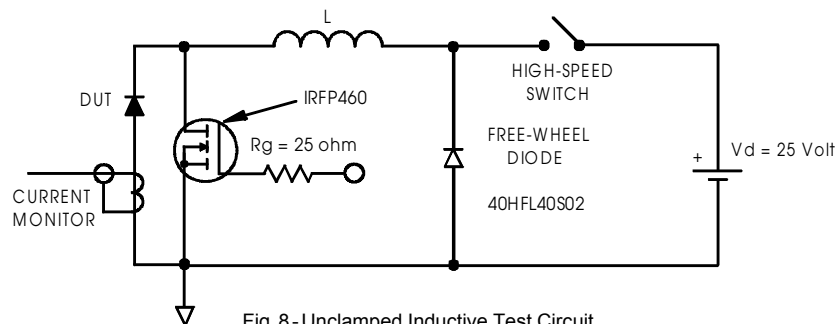 L
DUT
IRFP460
Rg = 25 ohm
CURRENT
MONITOR
HIGH-SPEED
SWITCH
FREE-WHEEL
DIODE
40HFL40S02
+
Vd = 25 Volt
Fig. 8 - Unclamped Inductive Test Circuit